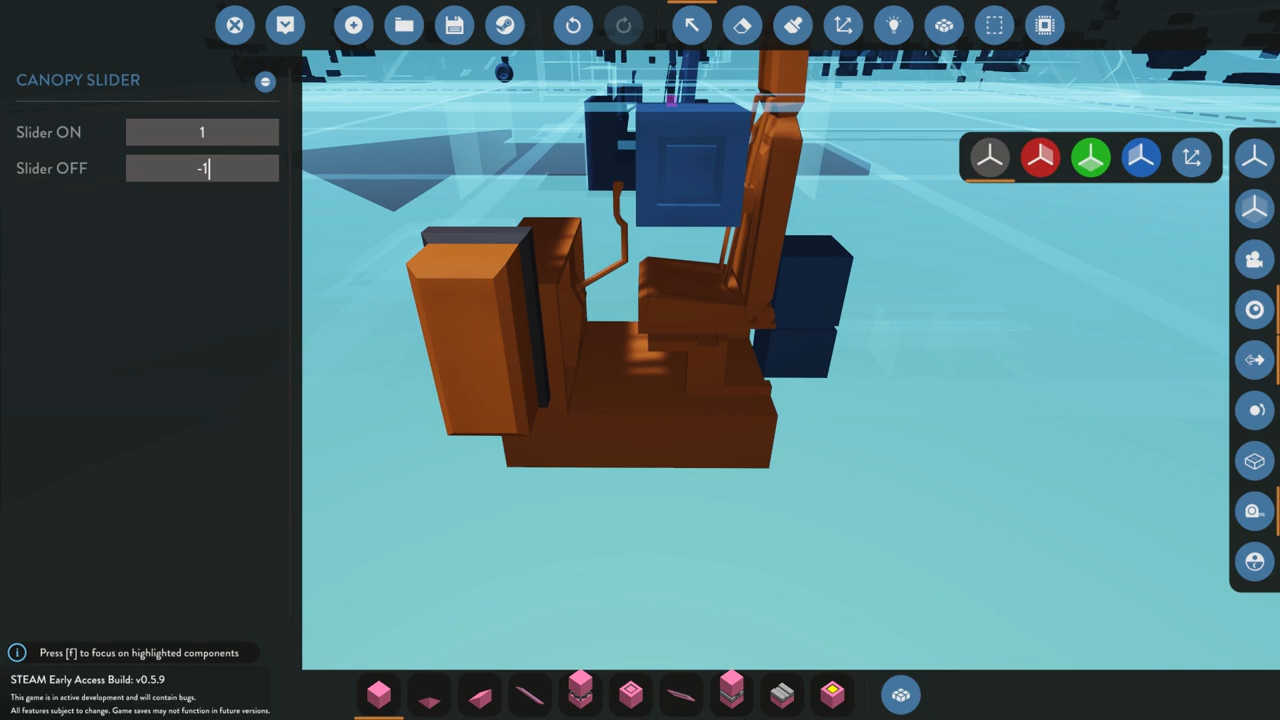 CANOPY SLIDER
Slider ON 1
Slider OFF -1
Press [f] to focus on highlighted components
STEAM Early Access Build: v0.5.9
This game is in active development and will contain bugs.
All features subject to change. Game saves may not function in future versions.